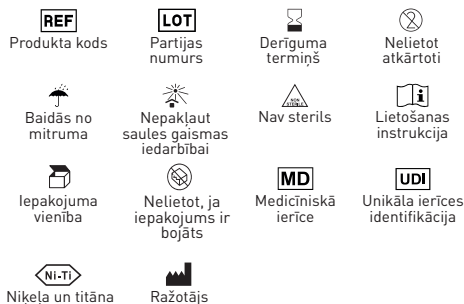 REF
LOT
Produkta kods
Partijas
numurs
Derīguma
termiņš
Nelietot
atkārtoti
NON
STERILE
Baidās no
mitruma
Nepakļaut
saules gaismas
iedarbībai
Nav sterils
Lietošanas
instrukcija
MD
UDI
Iepakojuma
vienība
Nelietot, ja
iepakojums ir
bojāts
Medicīniskā
ierīce
Unikāla ierīces
identifikācija
Ni-Ti
Niķeļa un titāna
Ražotājs